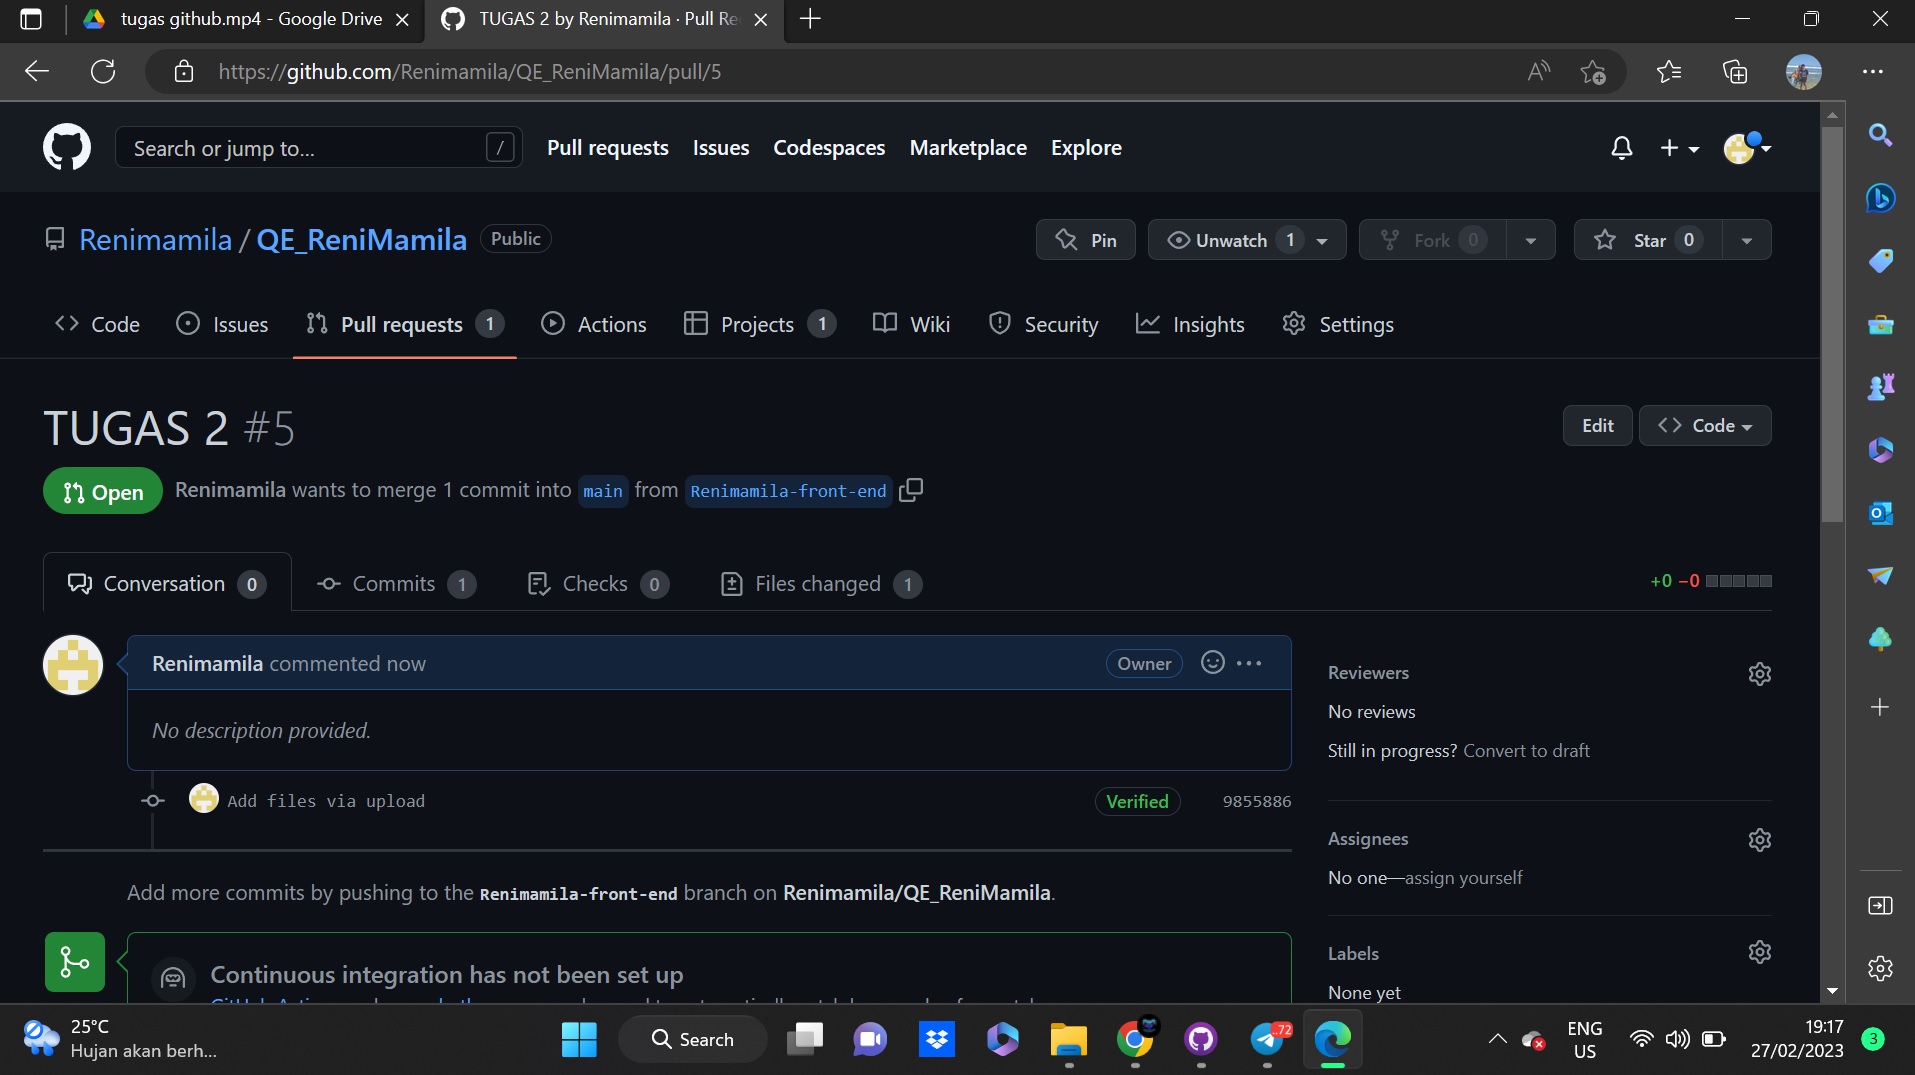 tugas github.mp4 - Google Drive
TUGAS 2 by Renimamila · Pull Re
https://github.com/Renimamila/QE_ReniMamila/pull/5
Search or jump to... /
Pull requests Issues Codespaces Marketplace Explore
Renimamila / QE_ReniMamila Public
Pin Unwatch 1 Fork 0 Star 0
Code Issues Pull requests 1 Actions Projects 1 Wiki Security Insights Settings
TUGAS 2 #5
Edit Code
Open Renimamila wants to merge 1 commit into main from Renimamila-front-end
Conversation 0 Commits 1 Checks 0 Files changed 1
+0 −0
Renimamila commented now Owner
No description provided.
Add files via upload Verified 9855886
Add more commits by pushing to the Renimamila-front-end branch on Renimamila/QE_ReniMamila.
Continuous integration has not been set up
Reviewers
No reviews
Still in progress? Convert to draft
Assignees
No one—assign yourself
Labels
None yet
25°C
Hujan akan berh...
Search
..72
ENG
US
19:17
27/02/2023
3